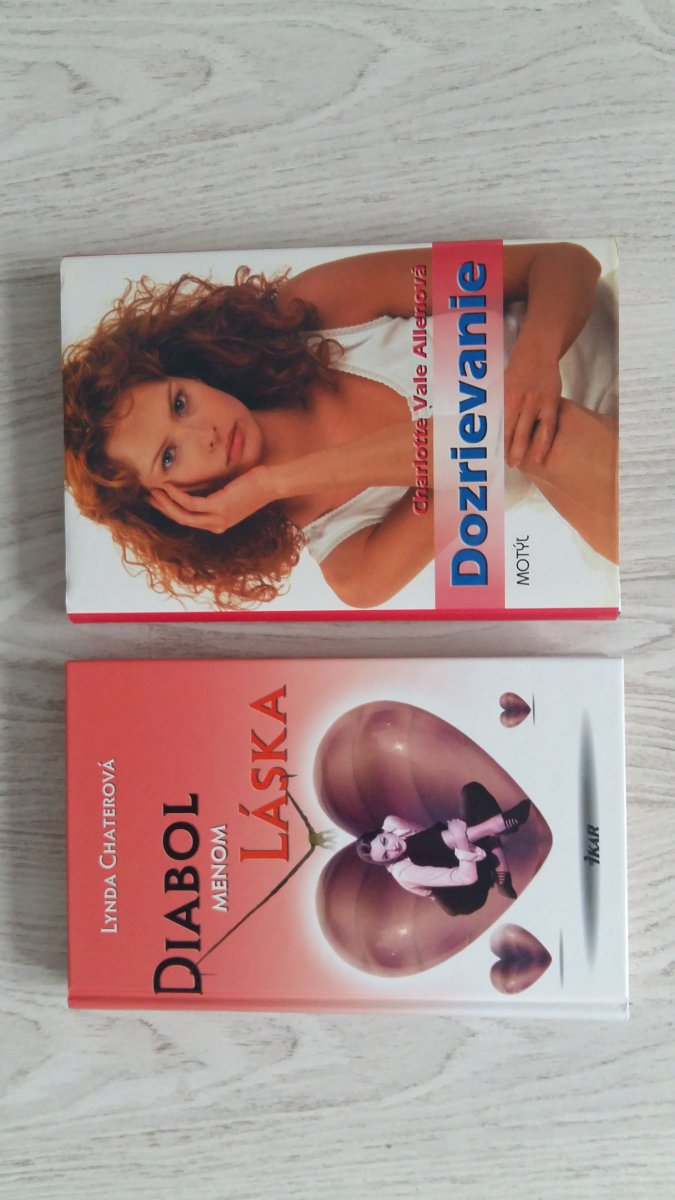 Charlotte Vale Allenová
Dozrievanie
MOTÝĽ
LYNDA CHATEROVÁ
DIABOL
MENOM
LÁSKA
IKAR